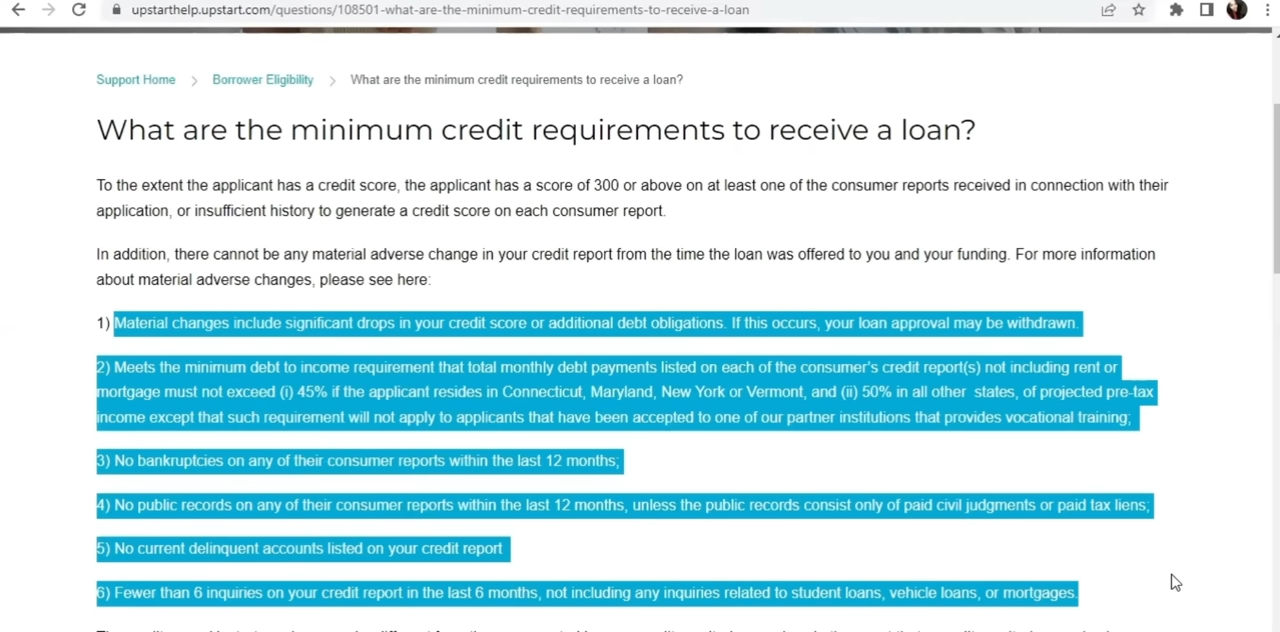 upstarthelp.upstart.com/questions/108501-what-are-the-minimum-credit-requirements-to-receive-a-loan
Support Home > Borrower Eligibility > What are the minimum credit requirements to receive a loan?
What are the minimum credit requirements to receive a loan?
To the extent the applicant has a credit score, the applicant has a score of 300 or above on at least one of the consumer reports received in connection with their
application, or insufficient history to generate a credit score on each consumer report.
In addition, there cannot be any material adverse change in your credit report from the time the loan was offered to you and your funding. For more information
about material adverse changes, please see here:
1) Material changes include significant drops in your credit score or additional debt obligations. If this occurs, your loan approval may be withdrawn.
2) Meets the minimum debt to income requirement that total monthly debt payments listed on each of the consumer's credit report(s) not including rent or
mortgage must not exceed (i) 45% if the applicant resides in Connecticut, Maryland, New York or Vermont, and (ii) 50% in all other states, of projected pre-tax
income except that such requirement will not apply to applicants that have been accepted to one of our partner institutions that provides vocational training;
3) No bankruptcies on any of their consumer reports within the last 12 months;
4) No public records on any of their consumer reports within the last 12 months, unless the public records consist only of paid civil judgments or paid tax liens;
5) No current delinquent accounts listed on your credit report
6) Fewer than 6 inquiries on your credit report in the last 6 months, not including any inquiries related to student loans, vehicle loans, or mortgages.